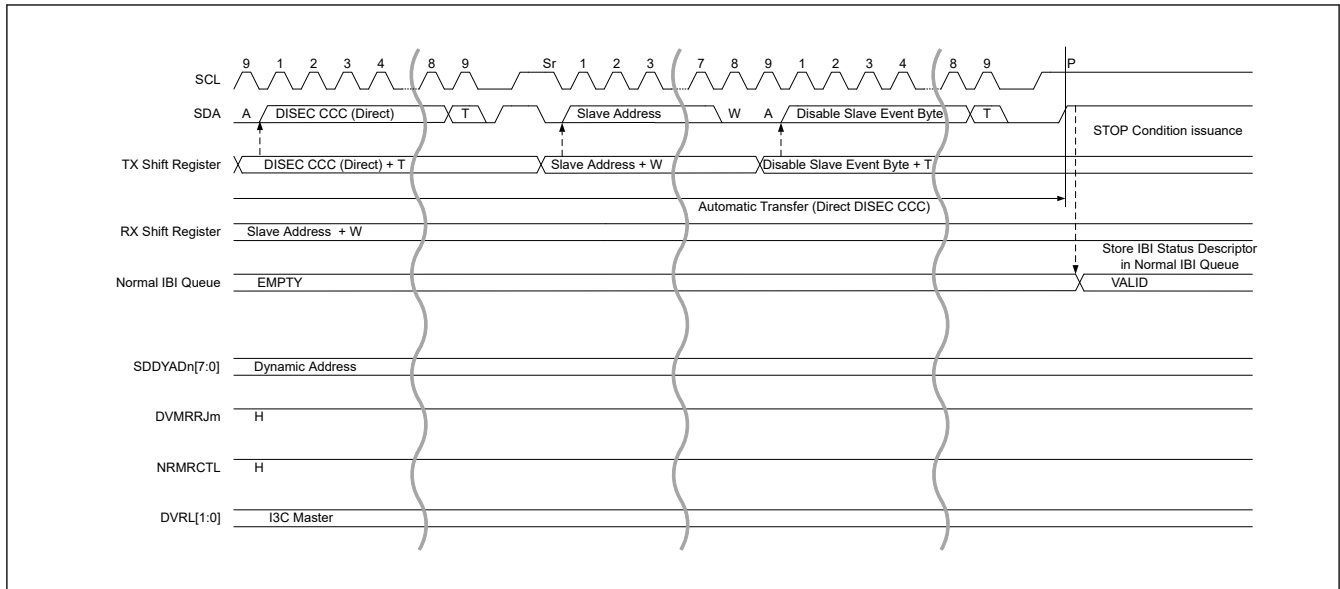 9 1 2 3 4 8 9 Sr 1 2 3 7 8 9 1 2 3 4 8 9 P
SCL
SDA A DISEC CCC (Direct) T Slave Address W A Disable Slave Event Byte T
STOP Condition issuance
TX Shift Register DISEC CCC (Direct) + T Slave Address + W Disable Slave Event Byte + T
Automatic Transfer (Direct DISEC CCC)
RX Shift Register Slave Address + W
Store IBI Status Descriptor
in Normal IBI Queue
Normal IBI Queue EMPTY VALID
SDDYADn[7:0] Dynamic Address
DVMRRJm H
NRMRCTL H
DVRL[1:0] I3C Master